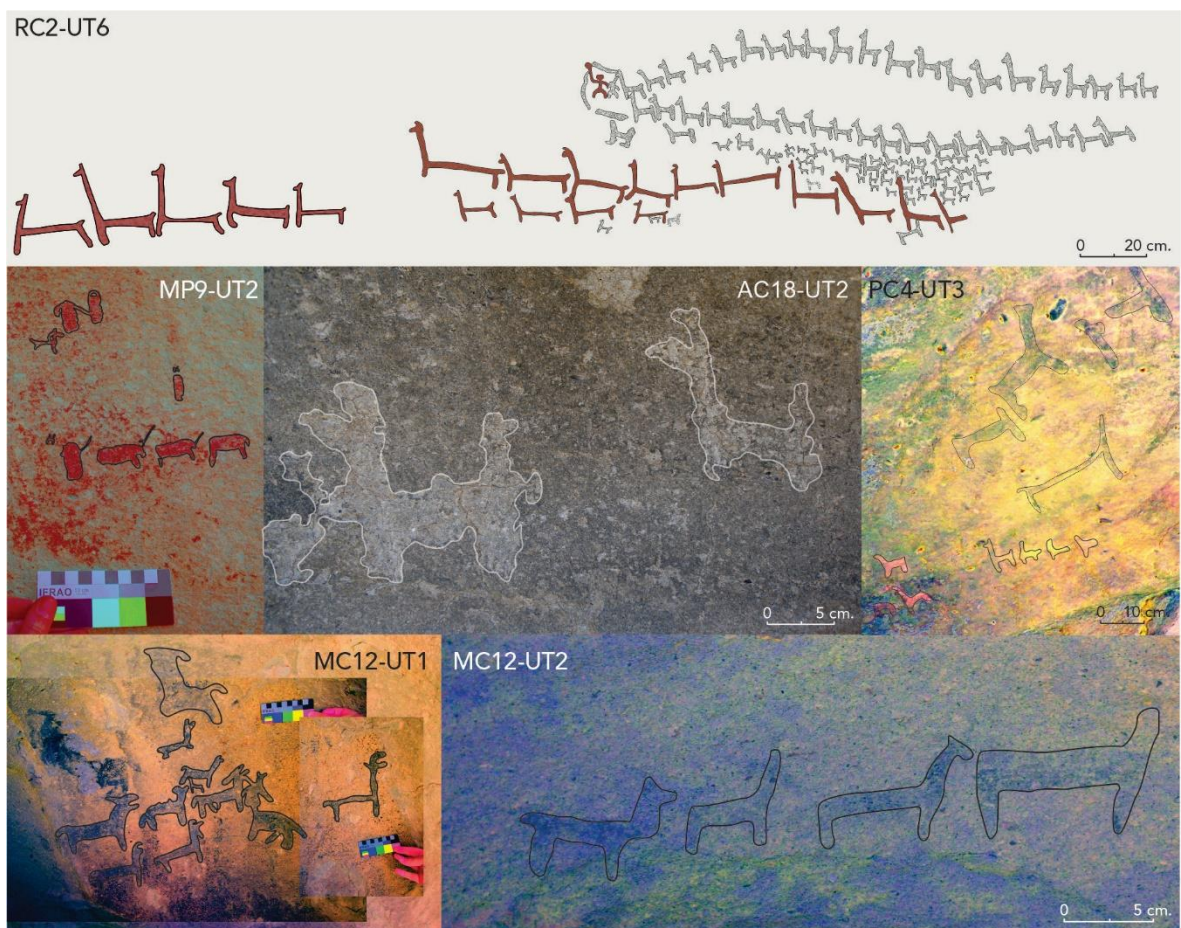 RC2-UT6
0 20 cm.
MP9-UT2
IFRAO
AC18-UT2
0 5 cm.
PC4-UT3
0 10 cm.
MC12-UT1
MC12-UT2
0 5 cm.